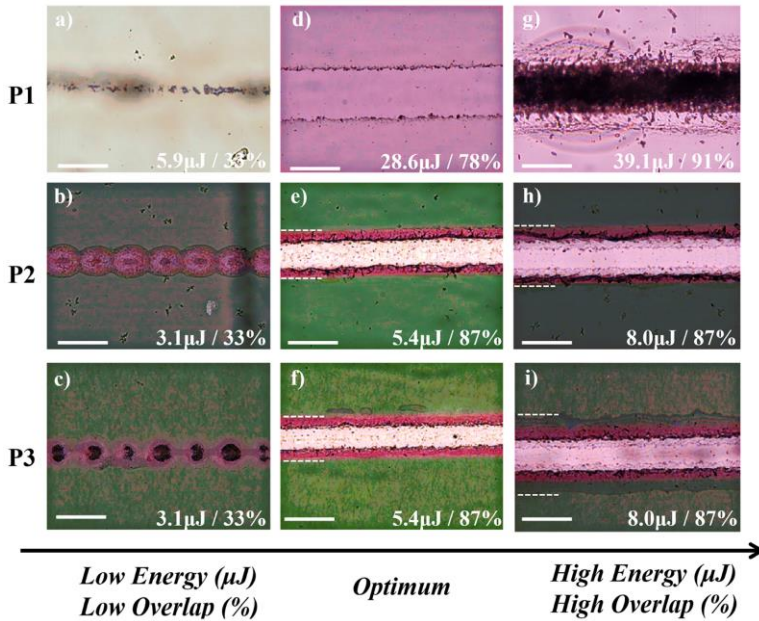 a)
d)
g)
P1
5.9µJ / 33%
28.6µJ / 78%
39.1µJ / 91%
b)
e)
h)
P2
3.1µJ / 33%
5.4µJ / 87%
8.0µJ / 87%
c)
f)
i)
P3
3.1µJ / 33%
5.4µJ / 87%
8.0µJ / 87%
Low Energy (µJ)
Low Overlap (%)
Optimum
High Energy (µJ)
High Overlap (%)